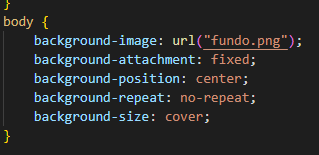 }
body {
    background-image: url("fundo.png");
    background-attachment: fixed;
    background-position: center;
    background-repeat: no-repeat;
    background-size: cover;
}